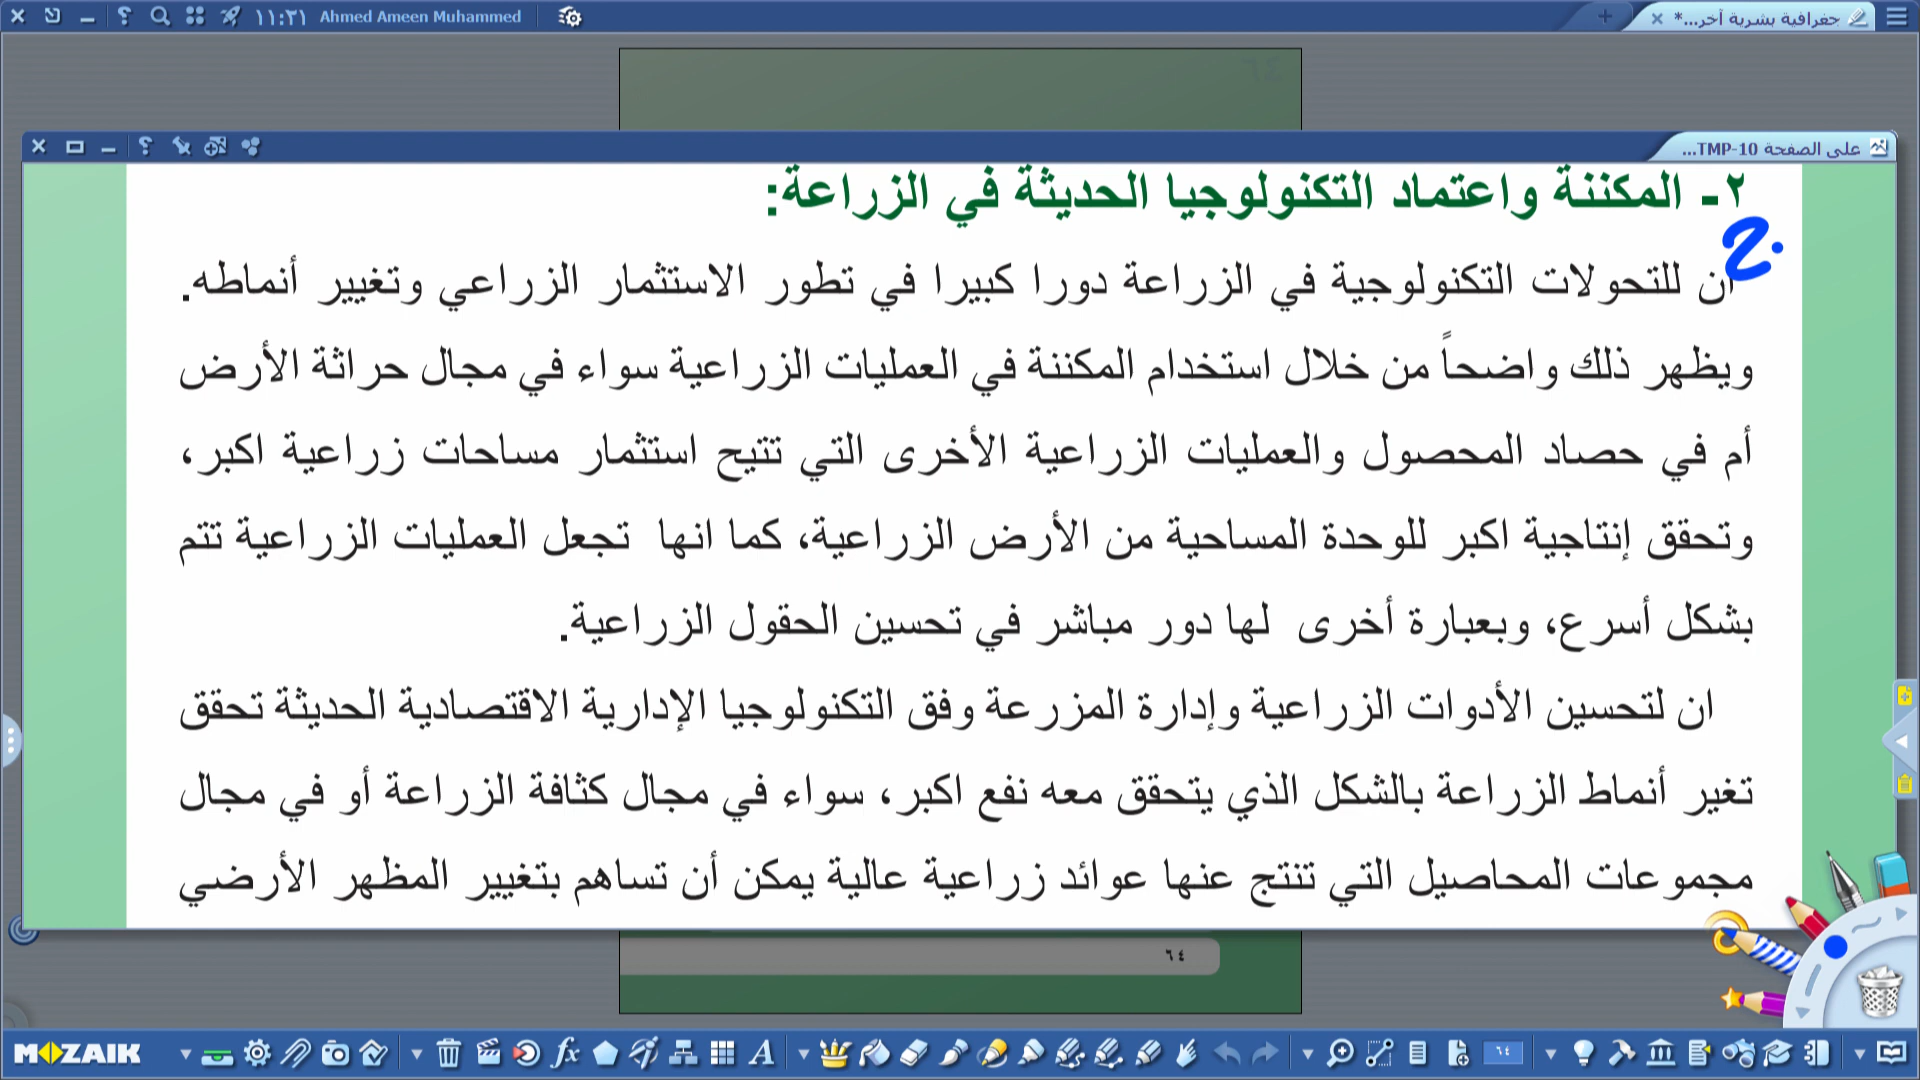 ١١:٣١ Ahmed Ameen Muhammed
جغرافية بشرية آخر...*
على الصفحة TMP-10...
٢- المكننة واعتماد التكنولوجيا الحديثة في الزراعة:
ج.
ان للتحولات التكنولوجية في الزراعة دورا كبيرا في تطور الاستثمار الزراعي وتغيير أنماطه.
ويظهر ذلك واضحاً من خلال استخدام المكننة في العمليات الزراعية سواء في مجال حراثة الأرض
أم في حصاد المحصول والعمليات الزراعية الأخرى التي تتيح استثمار مساحات زراعية اكبر،
وتحقق إنتاجية اكبر للوحدة المساحية من الأرض الزراعية، كما انها تجعل العمليات الزراعية تتم
بشكل أسرع، وبعبارة أخرى لها دور مباشر في تحسين الحقول الزراعية.
ان لتحسين الأدوات الزراعية وإدارة المزرعة وفق التكنولوجيا الإدارية الاقتصادية الحديثة تحقق
تغير أنماط الزراعة بالشكل الذي يتحقق معه نفع اكبر، سواء في مجال كثافة الزراعة أو في مجال
مجموعات المحاصيل التي تنتج عنها عوائد زراعية عالية يمكن أن تساهم بتغيير المظهر الأرضي
٦٤
MOZAIK
٦٤